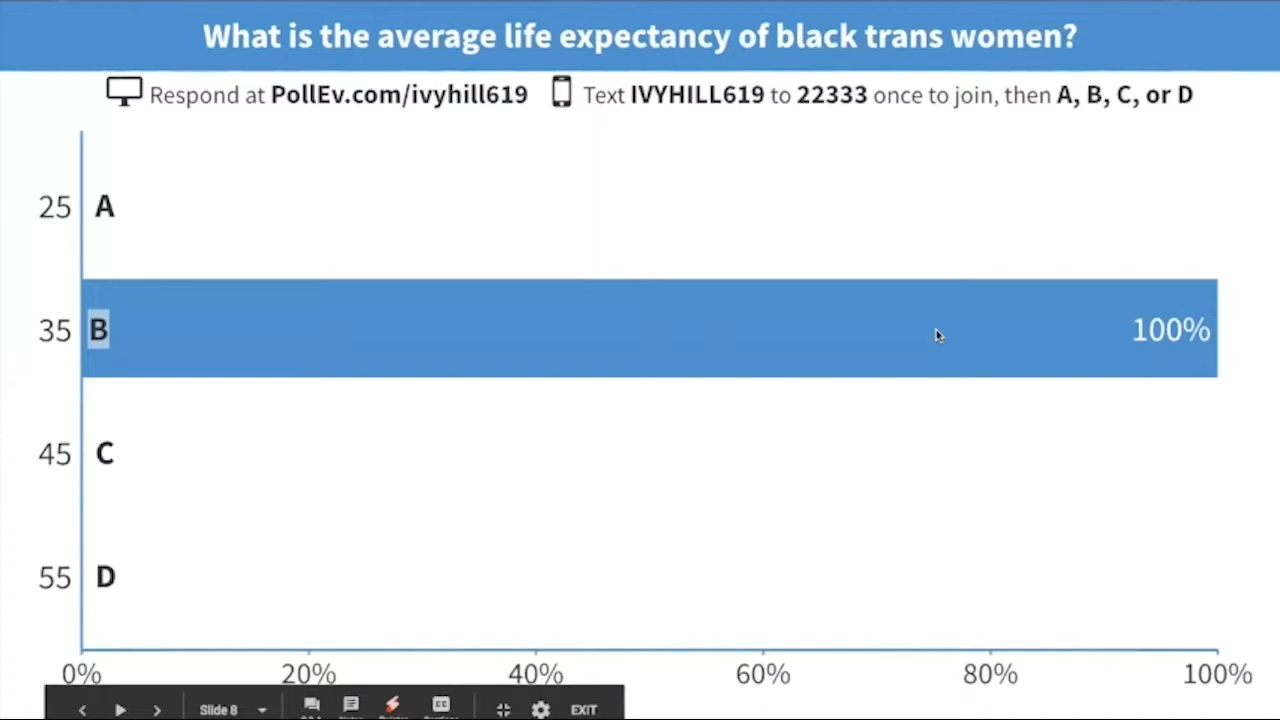 What is the average life expectancy of black trans women?
Respond at PollEv.com/ivyhill619 Text IVYHILL619 to 22333 once to join, then A, B, C, or D
25 A
35 B 100%
45 C
55 D
0% 20% 40% 60% 80% 100%
Slide 8 CC EXIT